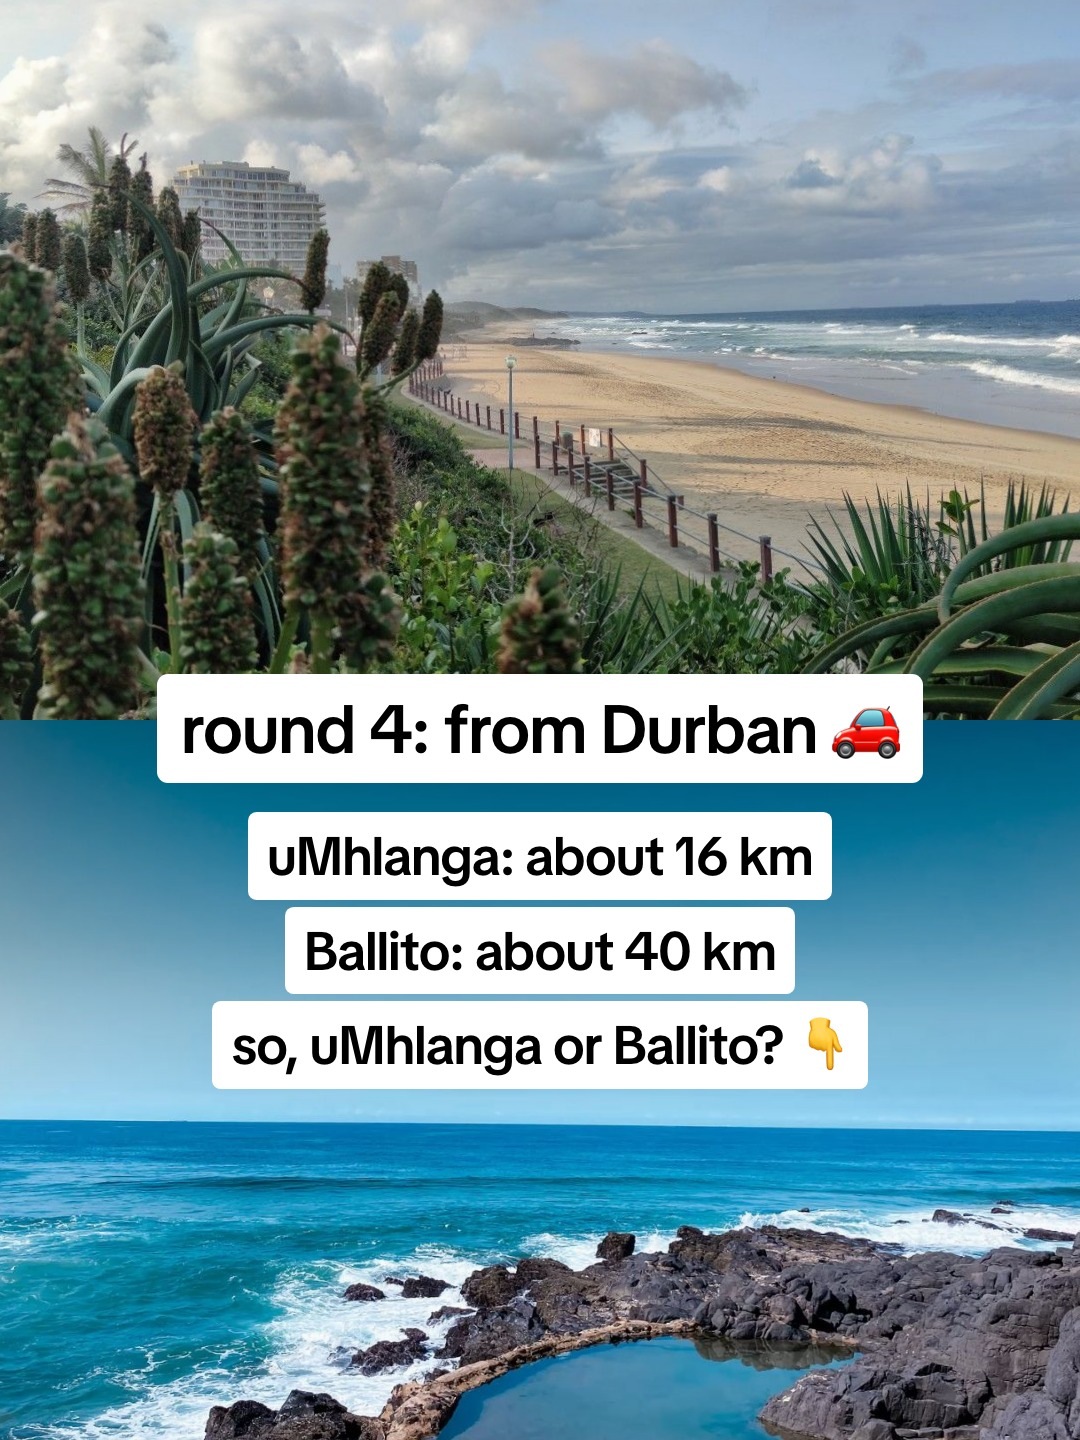 round 4: from Durban 🚗
uMhlanga: about 16 km
Ballito: about 40 km
so, uMhlanga or Ballito? 👇